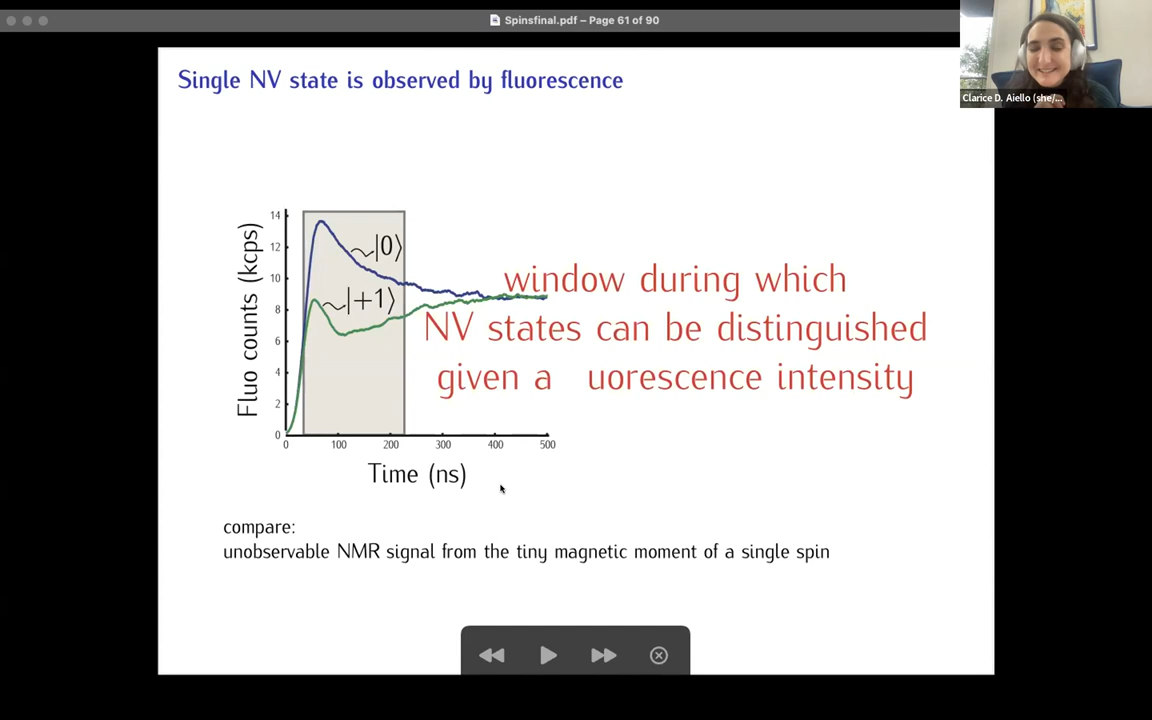 Spinsfinal.pdf – Page 61 of 90
Clarice D. Aiello (she/...
Single NV state is observed by fluorescence
Fluo counts (kcps)
14
12
10
8
6
4
2
0
~|0⟩
~|+1⟩
0 100 200 300 400 500
Time (ns)
window during which
NV states can be distinguished
given a uorescence intensity
compare:
unobservable NMR signal from the tiny magnetic moment of a single spin